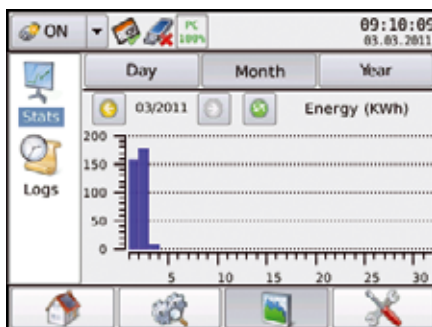 ON
PC
100%
09:10:09
03.03.2011
Day Month Year
Stats
03/2011 Energy (KWh)
Logs
200
150
100
50
0
5 10 15 20 25 30